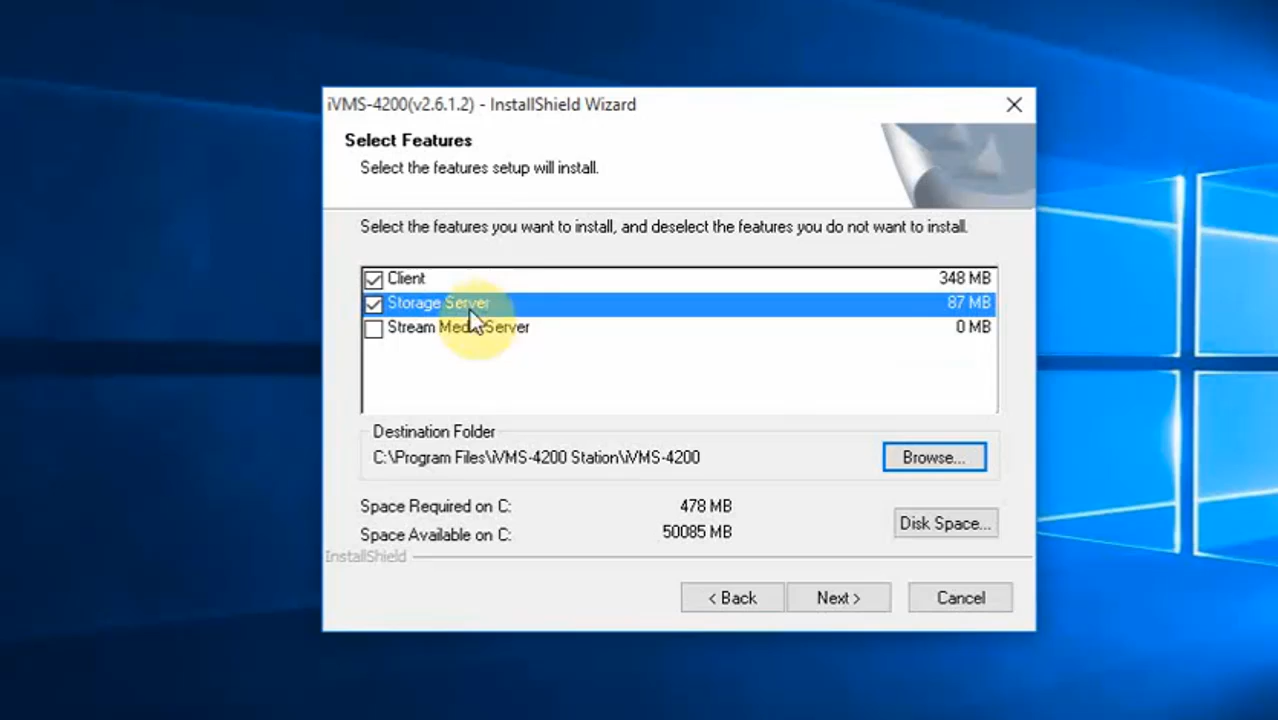 iVMS-4200(v2.6.1.2) - InstallShield Wizard
Select Features
Select the features setup will install.
Select the features you want to install, and deselect the features you do not want to install.
Client 348 MB
Storage Server 87 MB
Stream Media Server 0 MB
Destination Folder
C:\Program Files\iVMS-4200 Station\iVMS-4200
Browse...
Space Required on C: 478 MB
Space Available on C: 50085 MB
Disk Space...
InstallShield
< Back Next > Cancel